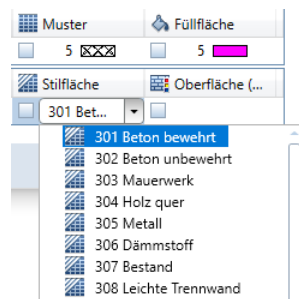 Muster Füllfläche
5 5
Stilfläche Oberfläche (...
301 Bet...
301 Beton bewehrt
302 Beton unbewehrt
303 Mauerwerk
304 Holz quer
305 Metall
306 Dämmstoff
307 Bestand
308 Leichte Trennwand